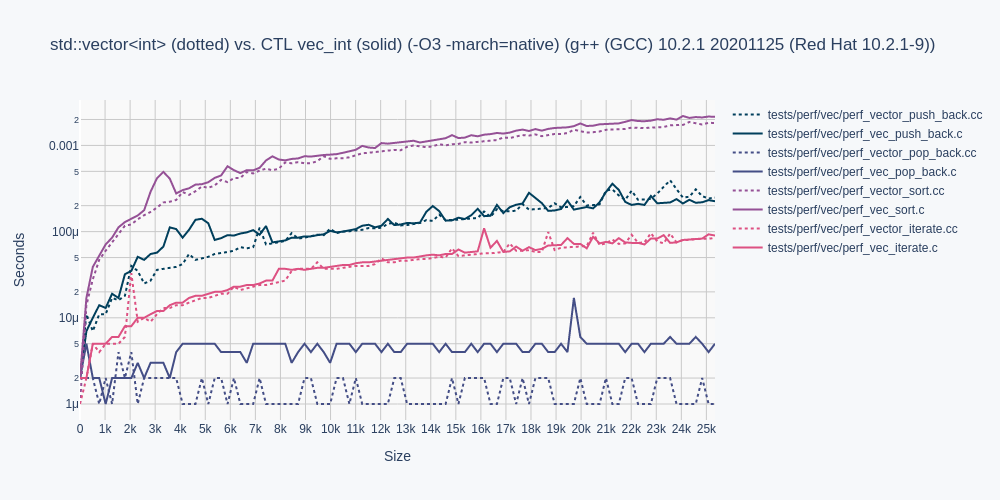 std::vector<int> (dotted) vs. CTL vec_int (solid) (-O3 -march=native) (g++ (GCC) 10.2.1 20201125 (Red Hat 10.2.1-9))
2
0.001
5
2
100μ
5
2
10μ
5
2
1μ
Seconds
0 1k 2k 3k 4k 5k 6k 7k 8k 9k 10k 11k 12k 13k 14k 15k 16k 17k 18k 19k 20k 21k 22k 23k 24k 25k
Size
tests/perf/vec/perf_vector_push_back.cc
tests/perf/vec/perf_vec_push_back.c
tests/perf/vec/perf_vector_pop_back.cc
tests/perf/vec/perf_vec_pop_back.c
tests/perf/vec/perf_vector_sort.cc
tests/perf/vec/perf_vec_sort.c
tests/perf/vec/perf_vector_iterate.cc
tests/perf/vec/perf_vec_iterate.c